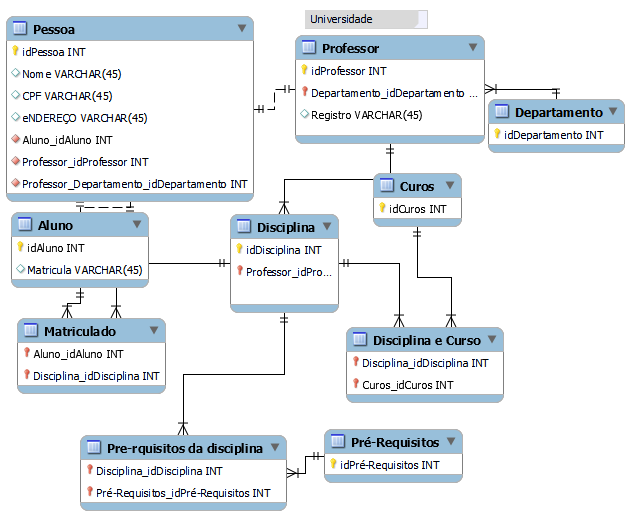 Universidade
Pessoa
idPessoa INT
Nome VARCHAR(45)
CPF VARCHAR(45)
eNDEREÇO VARCHAR(45)
Aluno_idAluno INT
Professor_idProfessor INT
Professor_Departamento_idDepartamento INT
Professor
idProfessor INT
Departamento_idDepartamento ...
Registro VARCHAR(45)
Departamento
idDepartamento INT
Curos
idCuros INT
Aluno
idAluno INT
Matricula VARCHAR(45)
Disciplina
idDisciplina INT
Professor_idPro...
Matriculado
Aluno_idAluno INT
Disciplina_idDisciplina INT
Disciplina e Curso
Disciplina_idDisciplina INT
Curos_idCuros INT
Pre-rquisitos da disciplina
Disciplina_idDisciplina INT
Pré-Requisitos_idPré-Requisitos INT
Pré-Requisitos
idPré-Requisitos INT